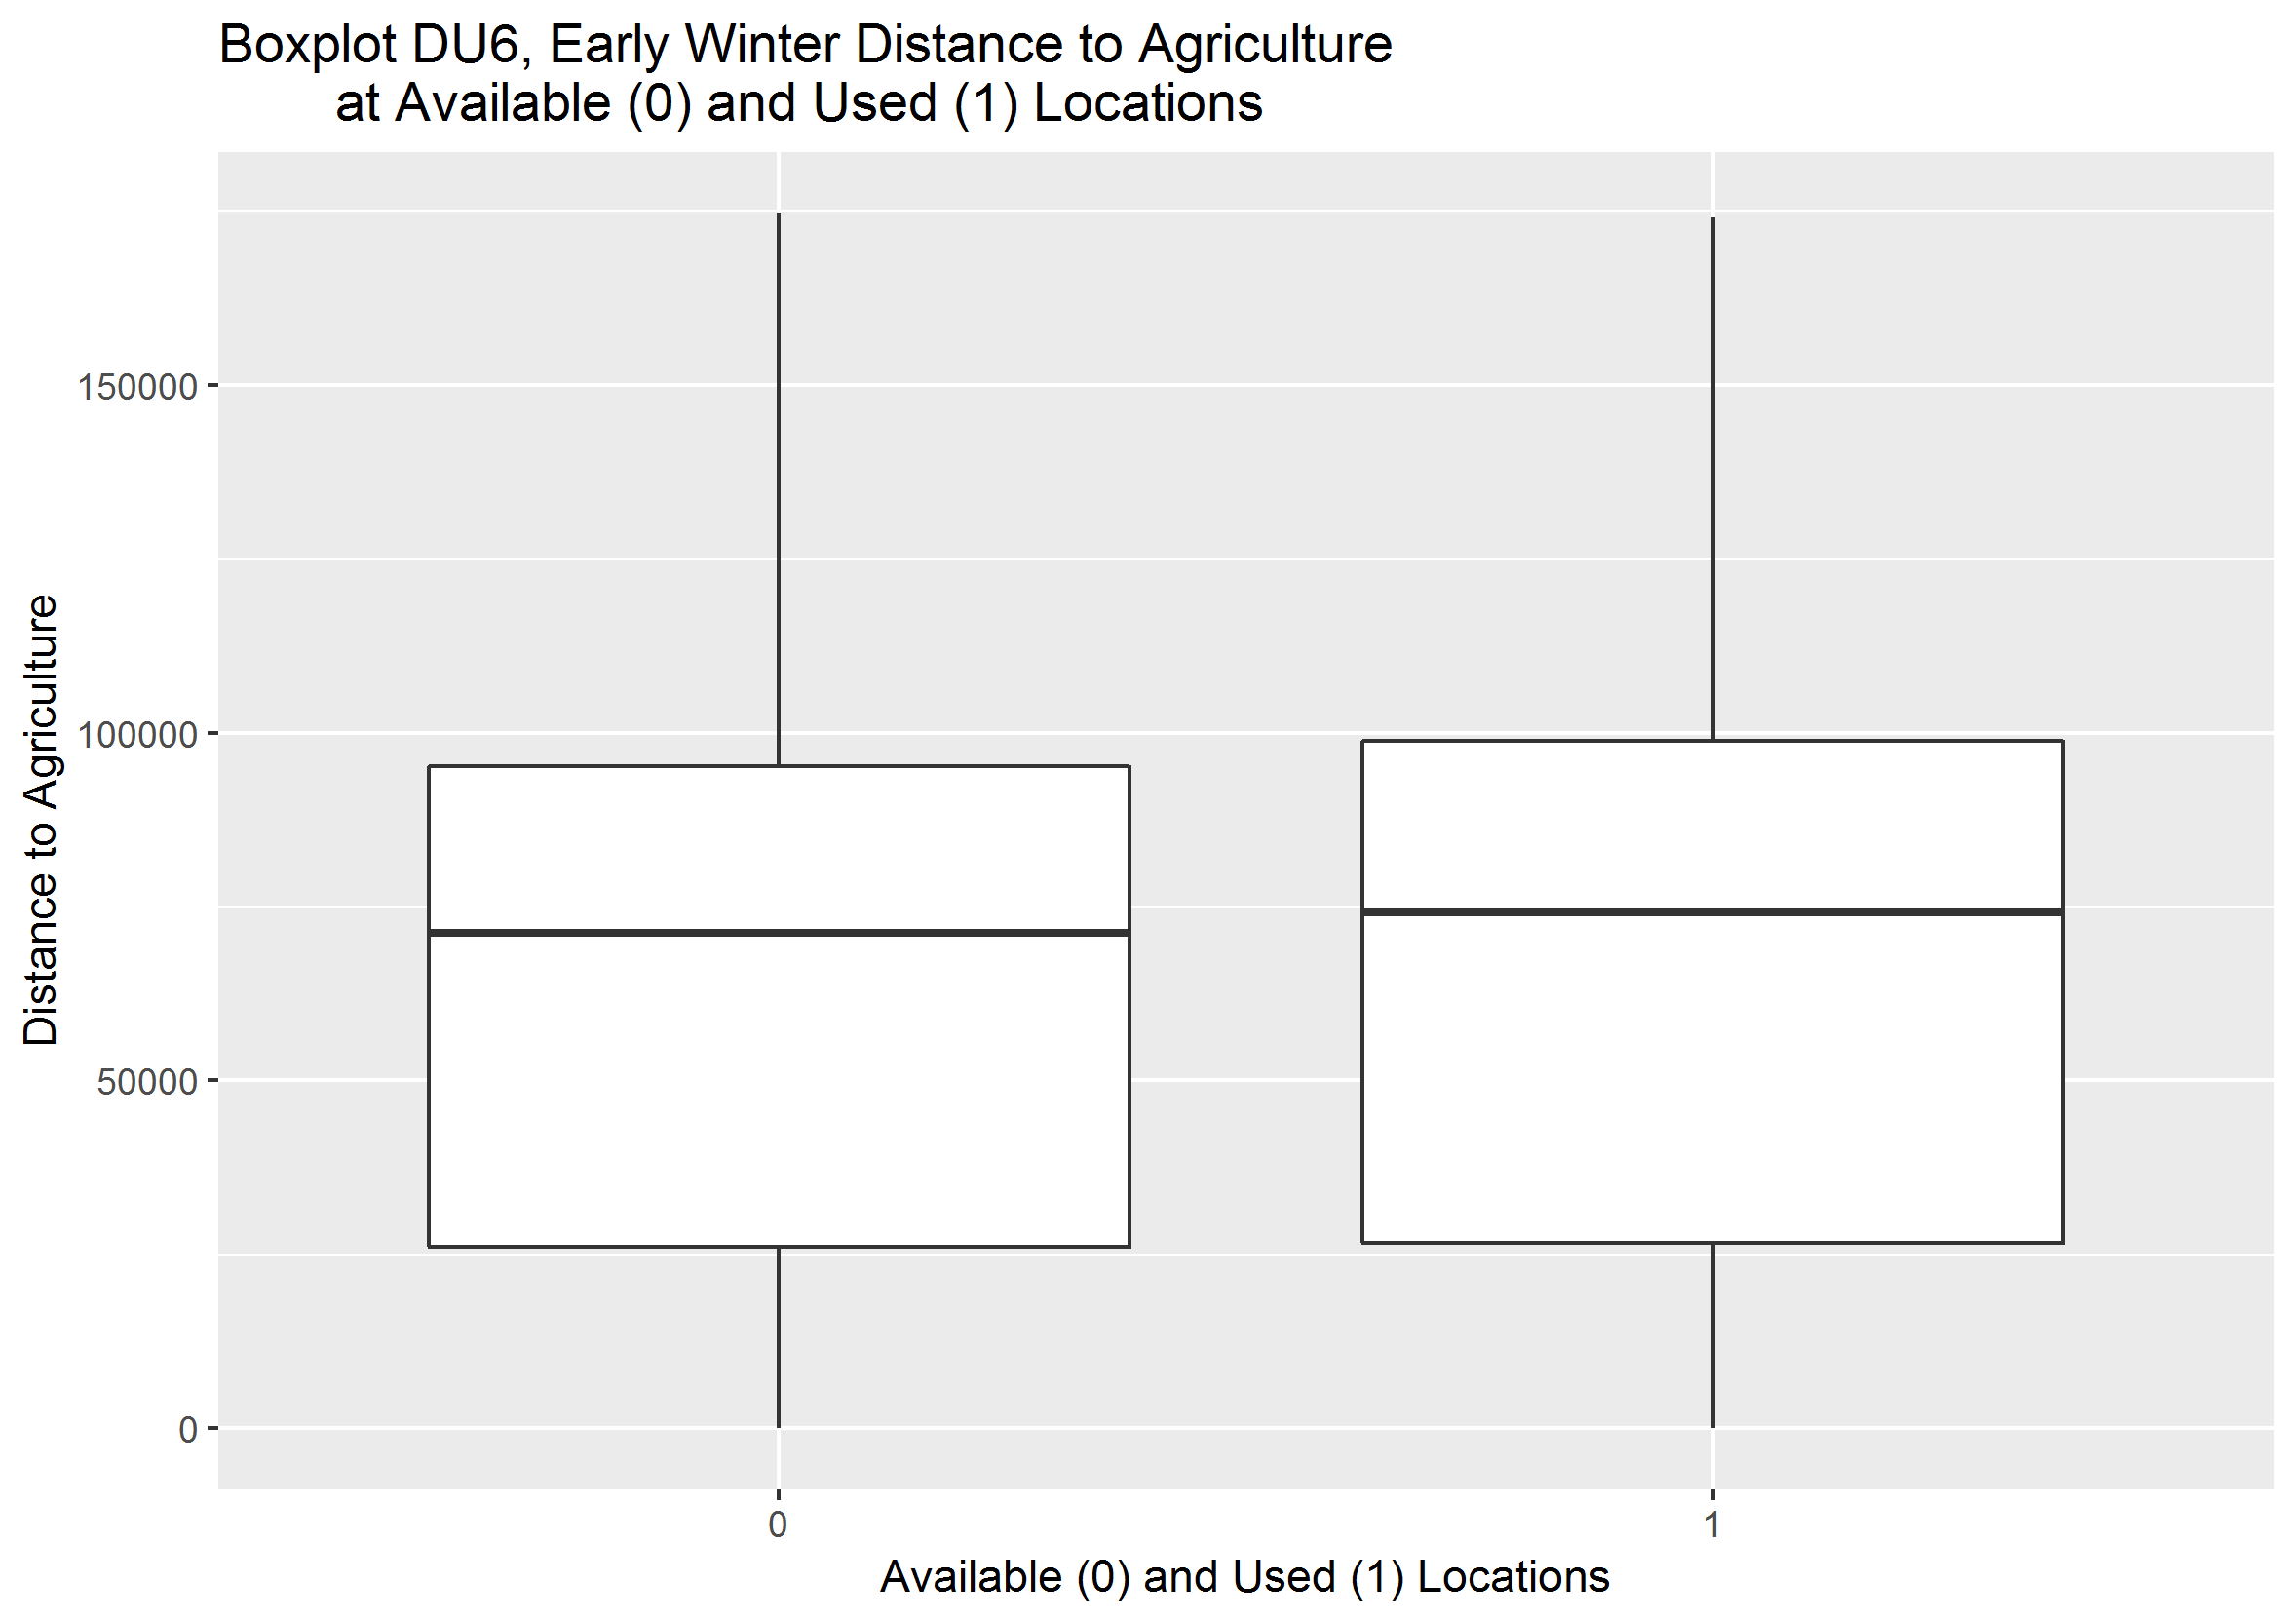 Boxplot DU6, Early Winter Distance to Agriculture
at Available (0) and Used (1) Locations
Distance to Agriculture
150000
100000
50000
0
0
1
Available (0) and Used (1) Locations